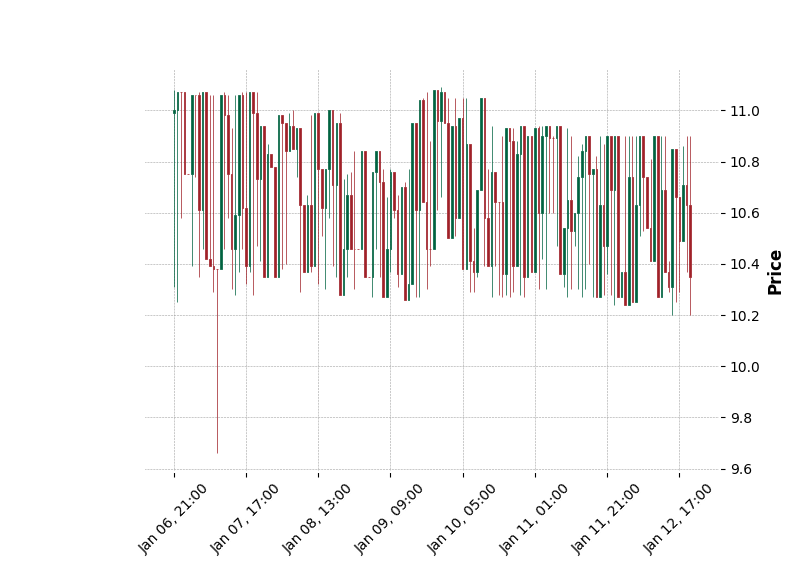 11.0
10.8
10.6
10.4
10.2
10.0
9.8
9.6
Price
Jan 06, 21:00
Jan 07, 17:00
Jan 08, 13:00
Jan 09, 09:00
Jan 10, 05:00
Jan 11, 01:00
Jan 11, 21:00
Jan 12, 17:00